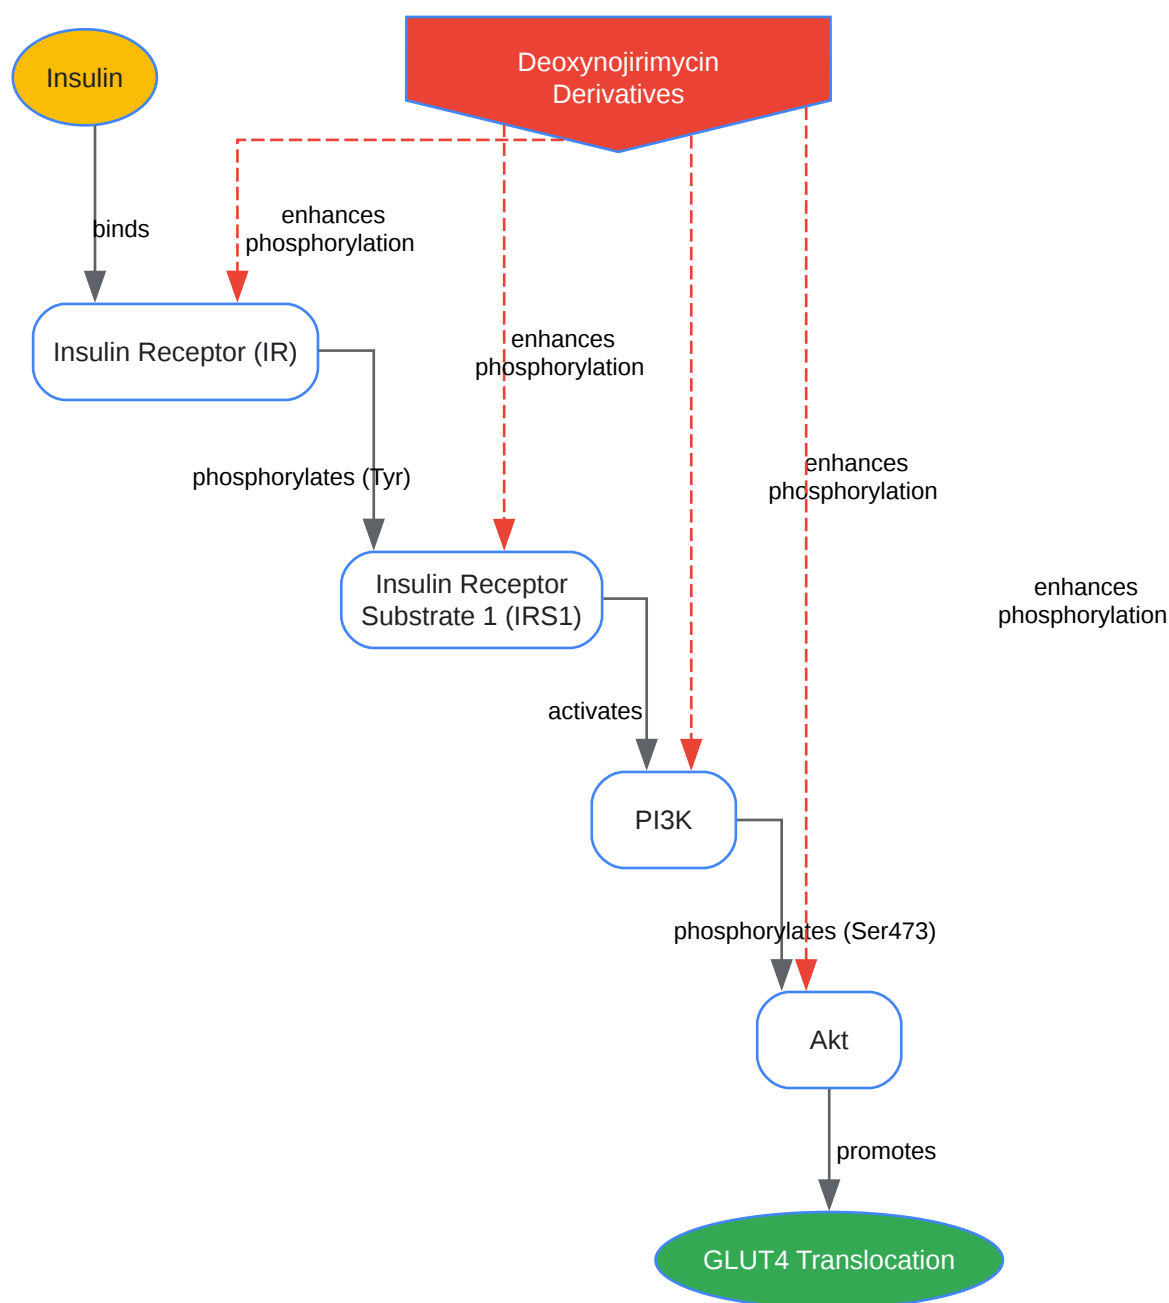 Insulin
Deoxynojirimycin
Derivatives
binds
enhances
phosphorylation
Insulin Receptor (IR)
enhances
phosphorylation
phosphorylates (Tyr)
enhances
phosphorylation
Insulin Receptor
Substrate 1 (IRS1)
enhances
phosphorylation
activates
PI3K
phosphorylates (Ser473)
Akt
promotes
GLUT4 Translocation